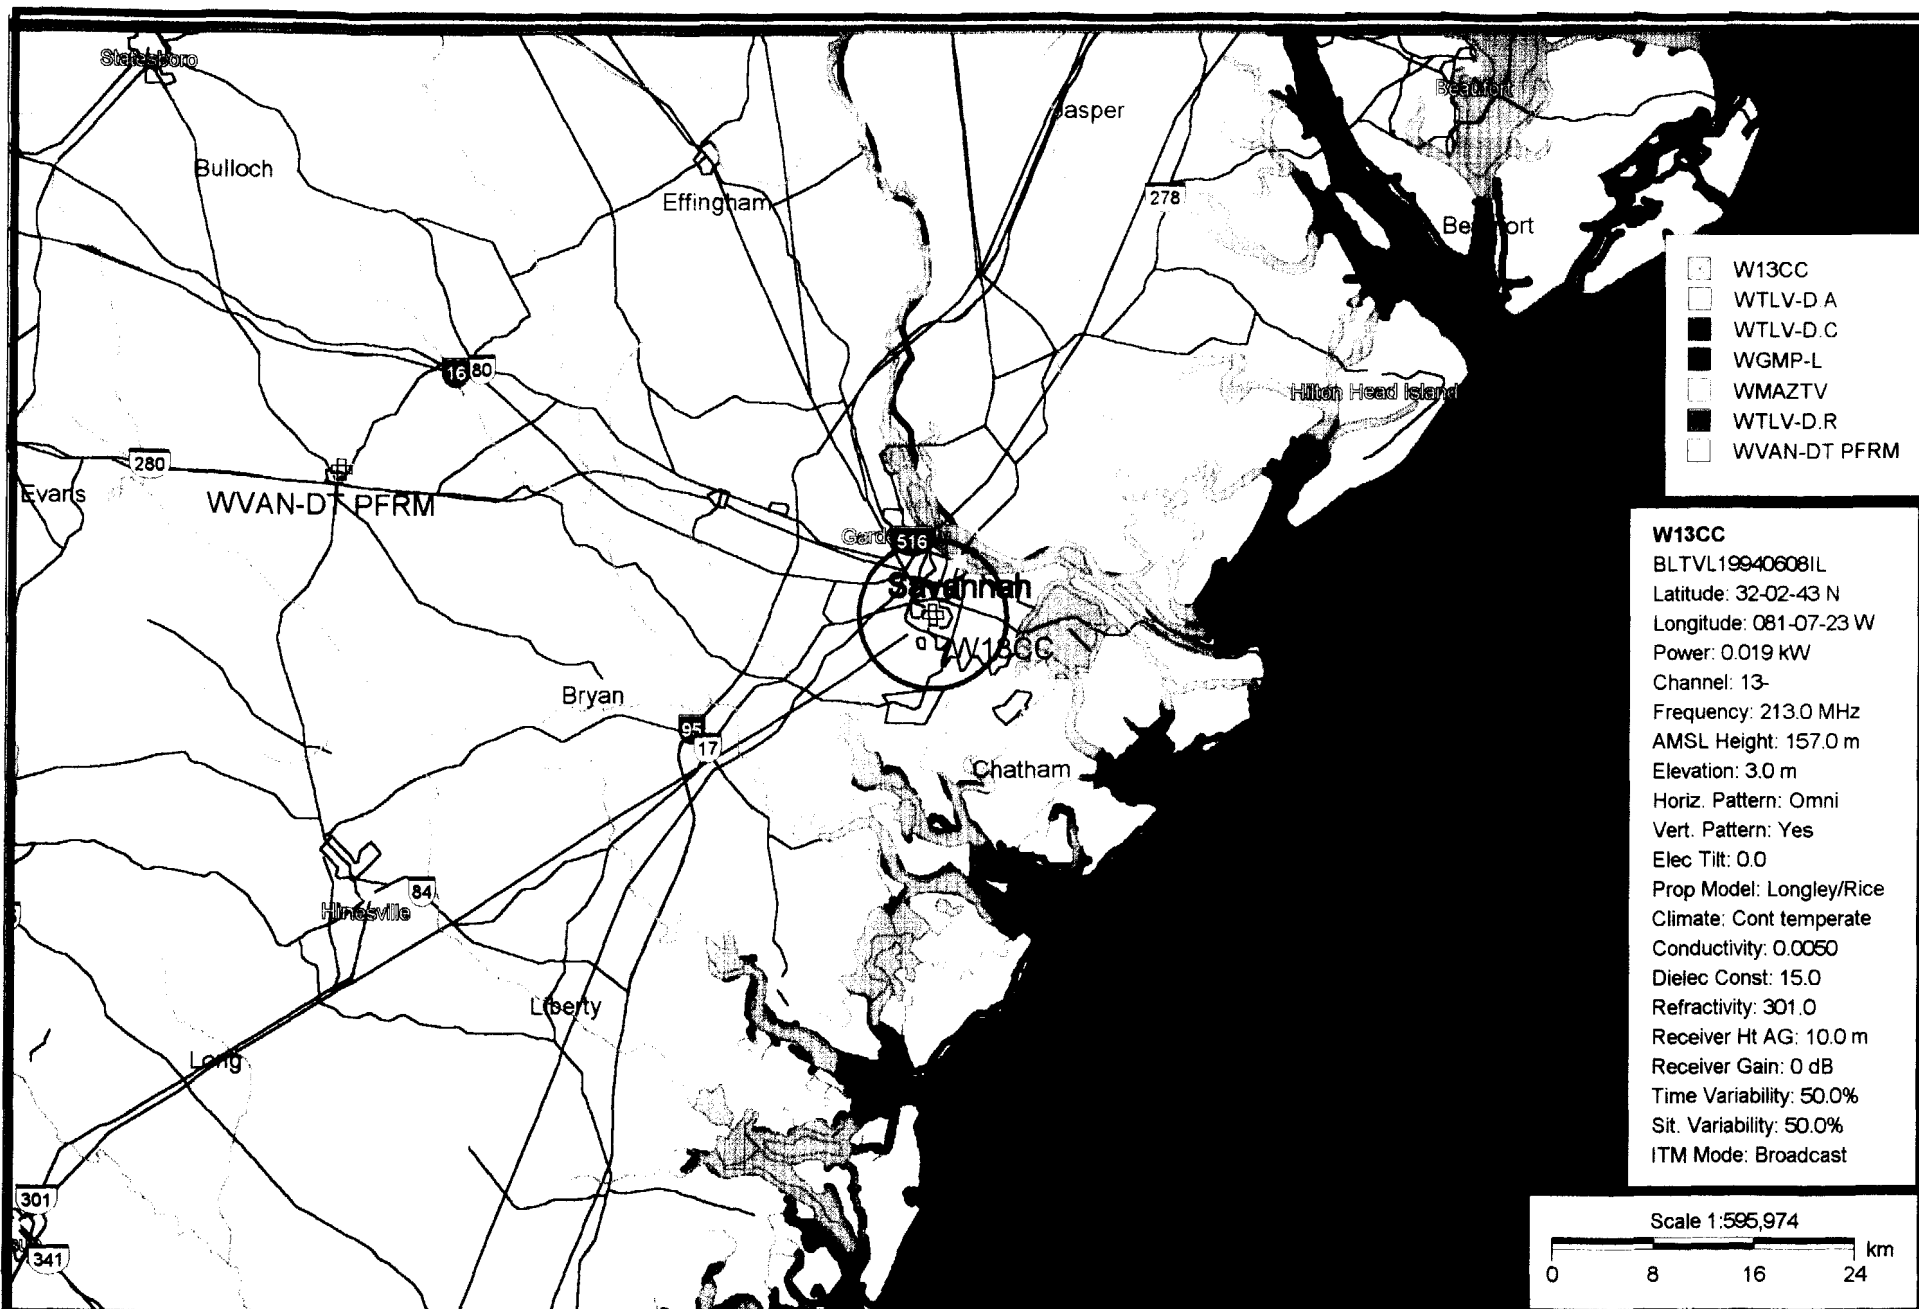 Statesboro
Beaufort
Jasper
Bulloch
Effingham
278
Beaufort
W13CC
WTLV-D.A
WTLV-D.C
WGMP-L
WMAZTV
WTLV-D.R
WVAN-DT PFRM
16
80
Hilton Head Island
280
Evans
WVAN-DT PFRM
516
Savannah
W13CC
Bryan
95
17
Chatham
84
Hinesville
Liberty
Long
301
341
W13CC
BLTVL19940608IL
Latitude: 32-02-43 N
Longitude: 081-07-23 W
Power: 0.019 kW
Channel: 13-
Frequency: 213.0 MHz
AMSL Height: 157.0 m
Elevation: 3.0 m
Horiz. Pattern: Omni
Vert. Pattern: Yes
Elec Tilt: 0.0
Prop Model: Longley/Rice
Climate: Cont temperate
Conductivity: 0.0050
Dielec Const: 15.0
Refractivity: 301.0
Receiver Ht AG: 10.0 m
Receiver Gain: 0 dB
Time Variability: 50.0%
Sit. Variability: 50.0%
ITM Mode: Broadcast
Scale 1:595,974
km
0 8 16 24